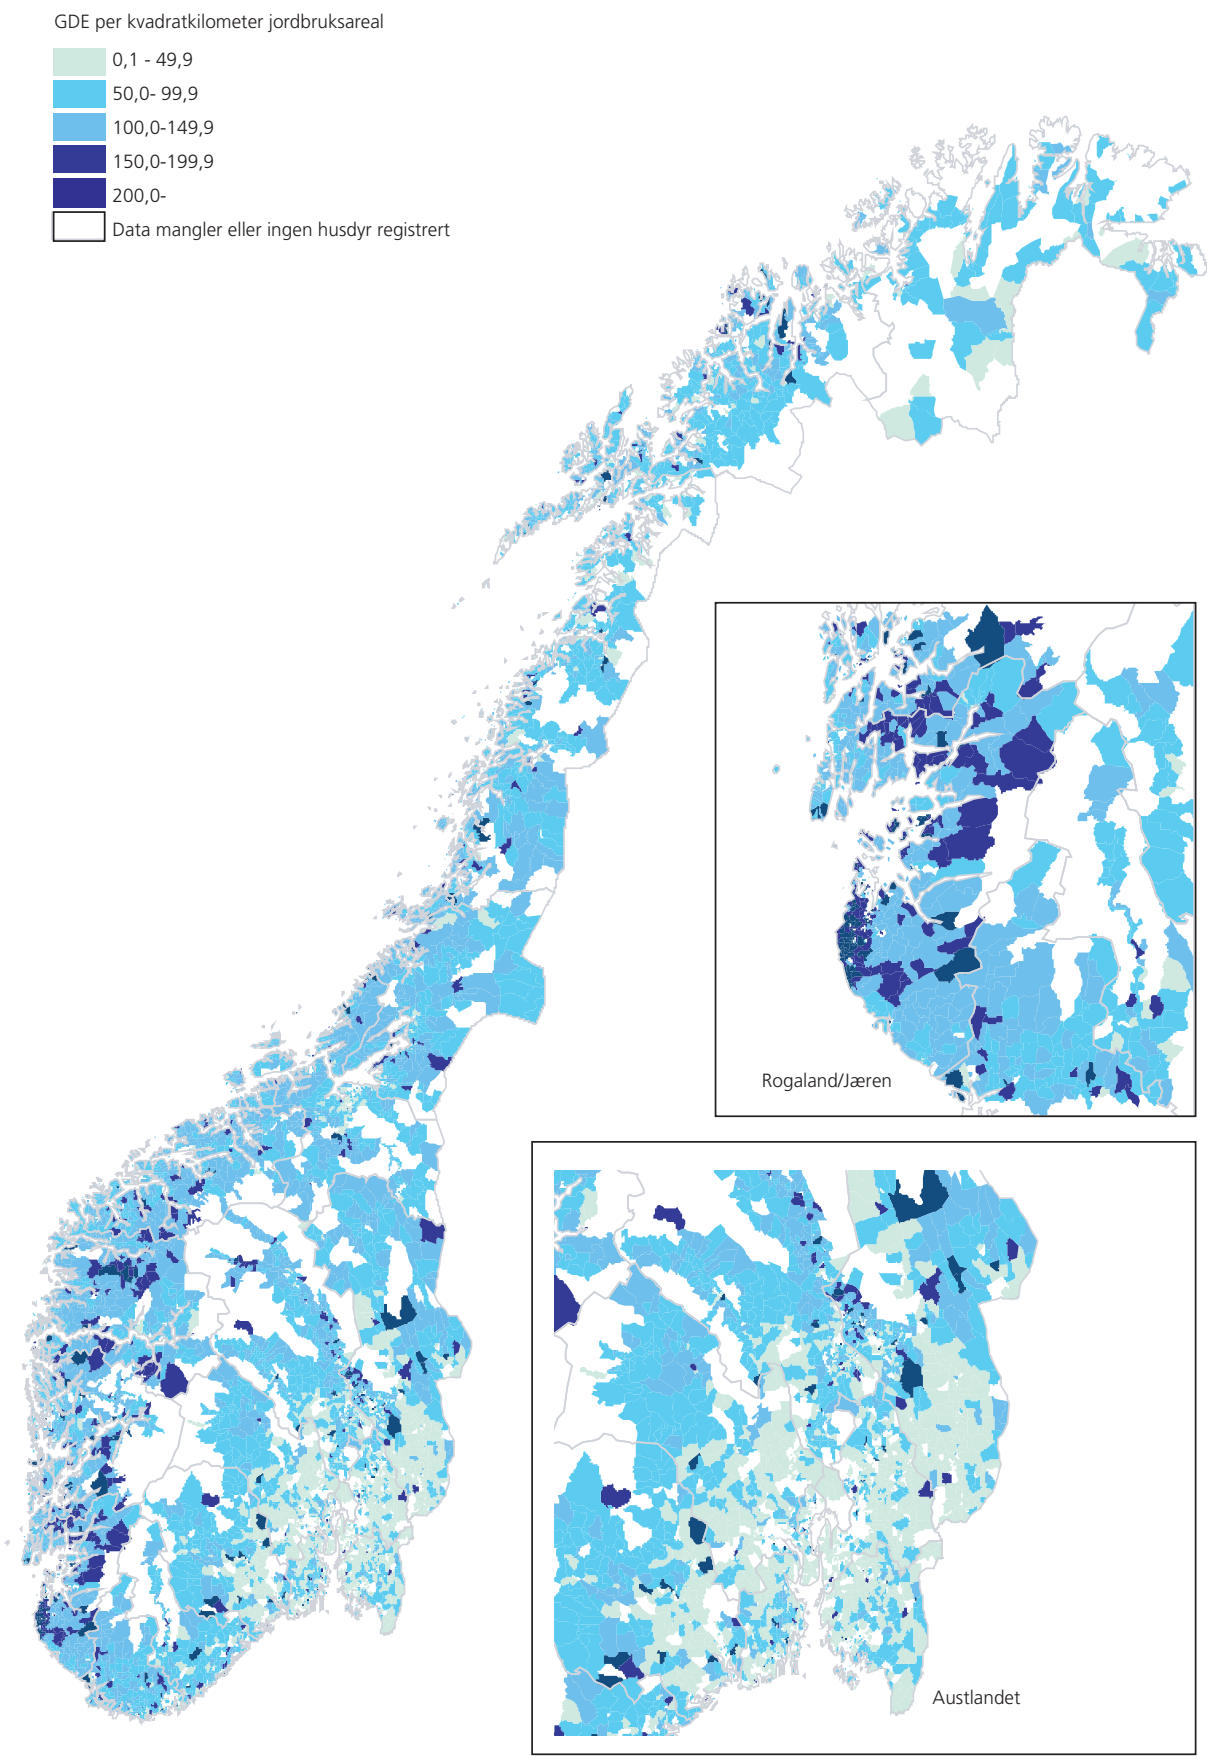 GDE per kvadratkilometer jordbruksareal
0,1 - 49,9
50,0- 99,9
100,0-149,9
150,0-199,9
200,0-
Data mangler eller ingen husdyr registrert
Rogaland/Jæren
Austlandet